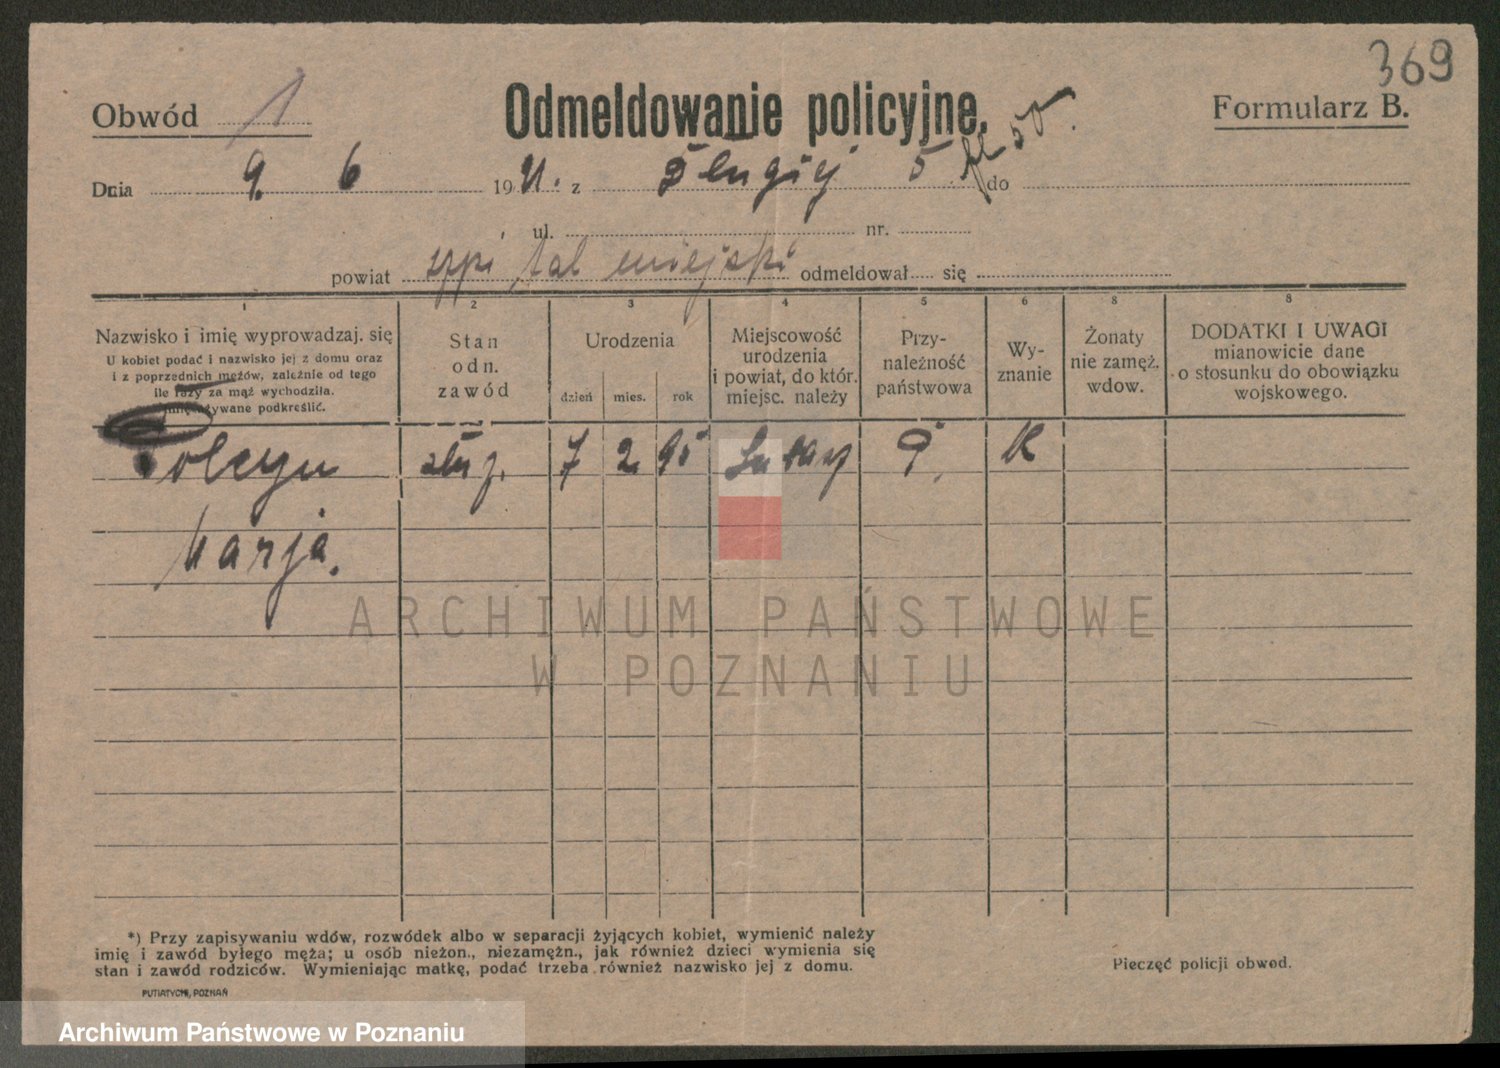 369
Obwód 1
Odmeldowanie policyjne.
Formularz B.
Dnia 9. 6 1921. z Długiej 5 do
50
ul. nr.
powiat szpital miejski odmeldował się
1 2 3 4 5 6 8 8
Nazwisko i imię wyprowadzaj. się
U kobiet podać i nazwisko jej z domu oraz
i z poprzednich mężów, zależnie od tego
ile razy za mąż wychodziła.
używane podkreślić.
Stan
odn.
zawód
Urodzenia
dzień mies. rok
Miejscowość
urodzenia
i powiat, do któr.
miejsc. należy
Przy-
należność
państwowa
Wy-
znanie
Żonaty
nie zamęż.
wdow.
DODATKI I UWAGI
mianowicie dane
o stosunku do obowiązku
wojskowego.
służ. 7 2 95 P. K
Marja.
ARCHIWUM PAŃSTWOWE
W POZNANIU
*) Przy zapisywaniu wdów, rozwódek albo w separacji żyjących kobiet, wymienić należy
imię i zawód byłego męża; u osób nieżon., niezamężn., jak również dzieci wymienia się
stan i zawód rodziców. Wymieniając matkę, podać trzeba również nazwisko jej z domu.
Pieczęć policji obwod.
PUTIATYCKI, POZNAŃ
Archiwum Państwowe w Poznaniu